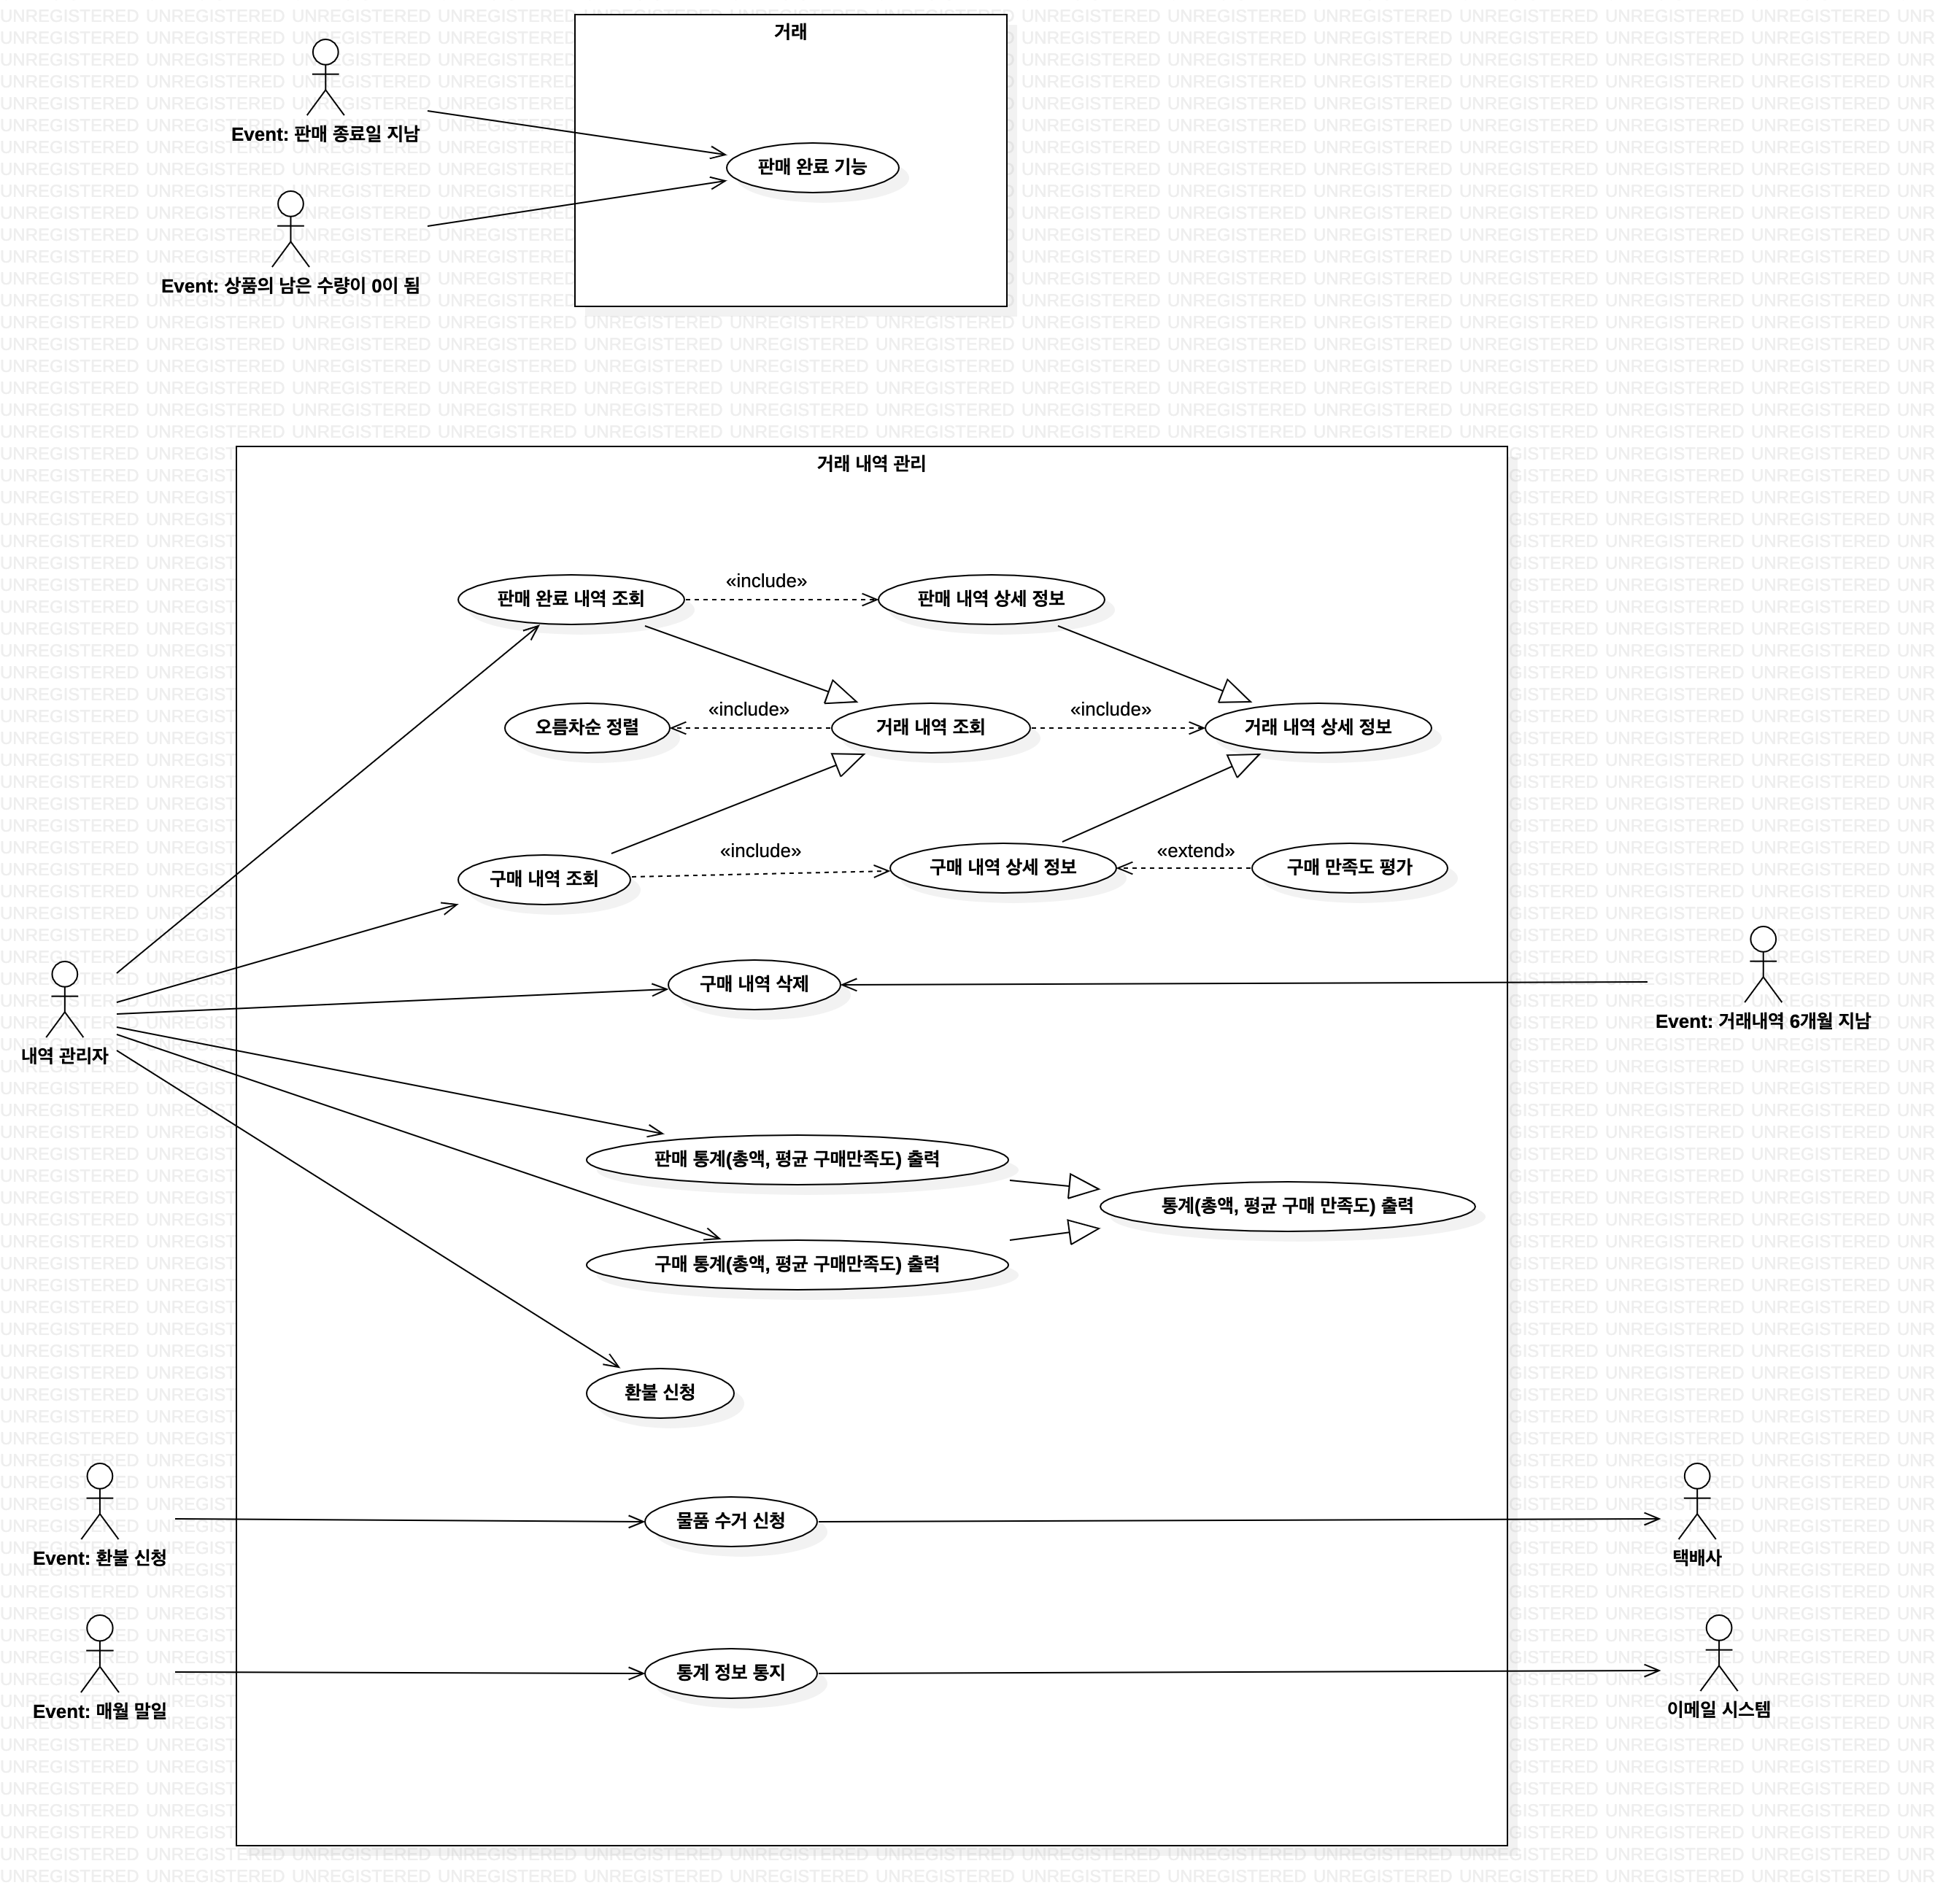 거래
Event: 판매 종료일 지남
판매 완료 기능
Event: 상품의 남은 수량이 0이 됨
거래 내역 관리
«include»
판매 완료 내역 조회
판매 내역 상세 정보
«include»
«include»
오름차순 정렬
거래 내역 조회
거래 내역 상세 정보
«include»
«extend»
구매 내역 조회
구매 내역 상세 정보
구매 만족도 평가
구매 내역 삭제
Event: 거래내역 6개월 지남
내역 관리자
판매 통계(총액, 평균 구매만족도) 출력
통계(총액, 평균 구매 만족도) 출력
구매 통계(총액, 평균 구매만족도) 출력
환불 신청
물품 수거 신청
Event: 환불 신청
택배사
통계 정보 통지
Event: 매월 말일
이메일 시스템